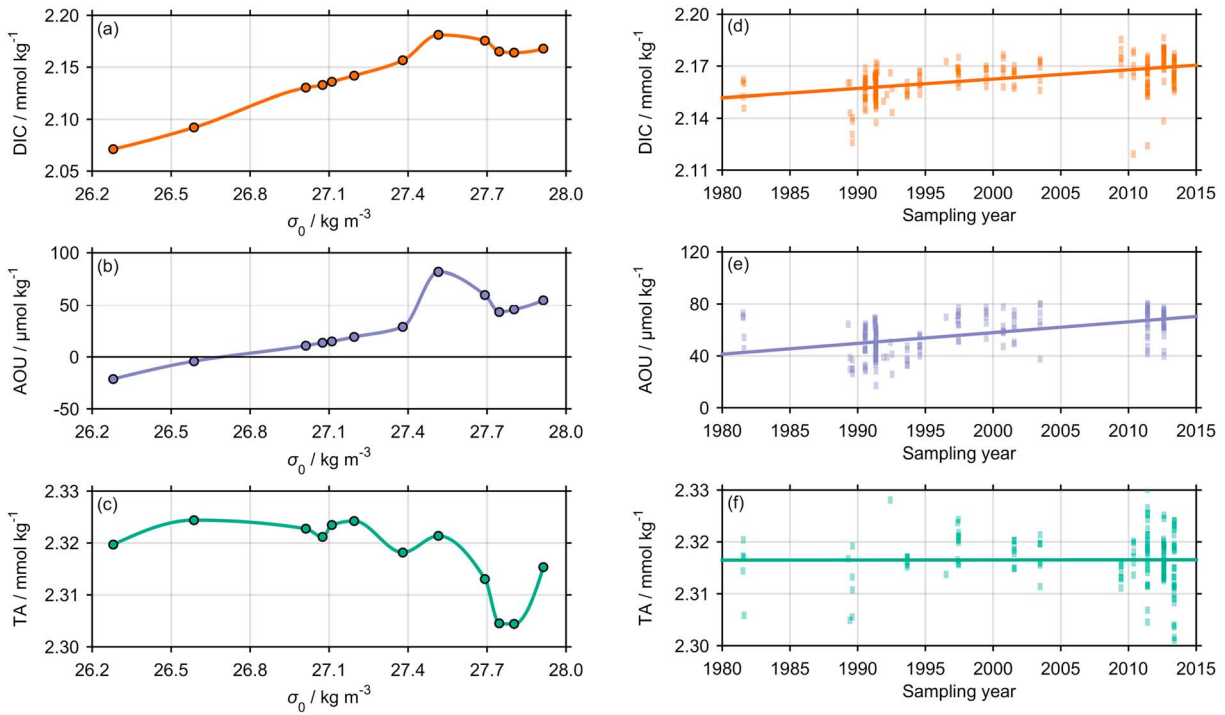 (a)
DIC / mmol kg⁻¹
2.20
2.15
2.10
2.05
26.2 26.5 26.8 27.1 27.4 27.7 28.0
σ₀ / kg m⁻³
(d)
DIC / mmol kg⁻¹
2.20
2.17
2.14
2.11
1980 1985 1990 1995 2000 2005 2010 2015
Sampling year
(b)
AOU / μmol kg⁻¹
100
50
0
-50
26.2 26.5 26.8 27.1 27.4 27.7 28.0
σ₀ / kg m⁻³
(e)
AOU / μmol kg⁻¹
120
80
40
0
1980 1985 1990 1995 2000 2005 2010 2015
Sampling year
(c)
TA / mmol kg⁻¹
2.33
2.32
2.31
2.30
26.2 26.5 26.8 27.1 27.4 27.7 28.0
σ₀ / kg m⁻³
(f)
TA / mmol kg⁻¹
2.33
2.32
2.31
2.30
1980 1985 1990 1995 2000 2005 2010 2015
Sampling year